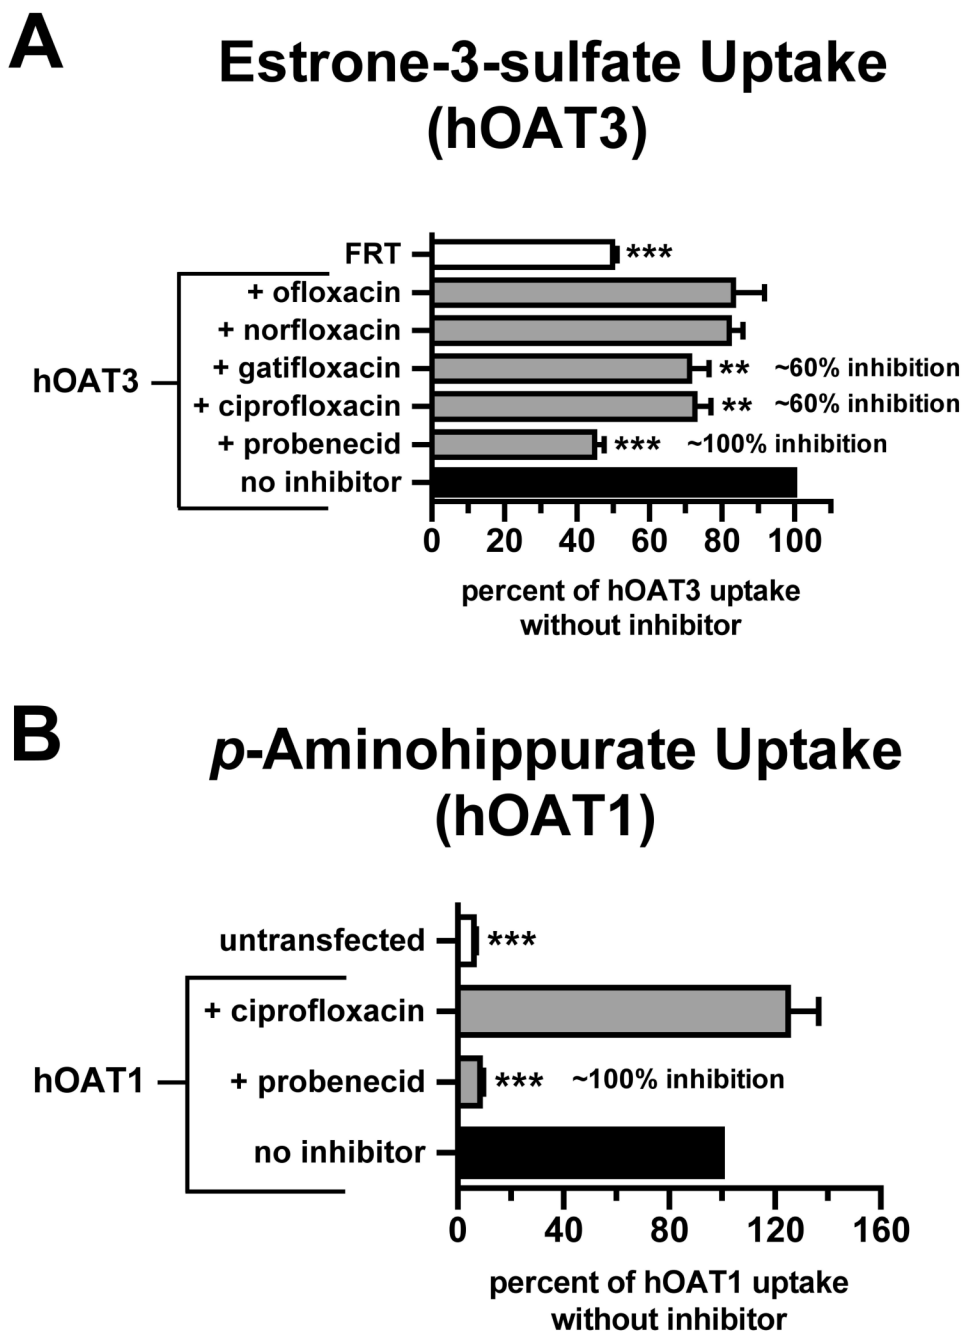 A
Estrone-3-sulfate Uptake
(hOAT3)
FRT ***
+ ofloxacin
+ norfloxacin
+ gatifloxacin ** ~60% inhibition
hOAT3
+ ciprofloxacin ** ~60% inhibition
+ probenecid *** ~100% inhibition
no inhibitor
0 20 40 60 80 100
percent of hOAT3 uptake
without inhibitor
B
p-Aminohippurate Uptake
(hOAT1)
untransfected ***
+ ciprofloxacin
hOAT1
+ probenecid *** ~100% inhibition
no inhibitor
0 40 80 120 160
percent of hOAT1 uptake
without inhibitor